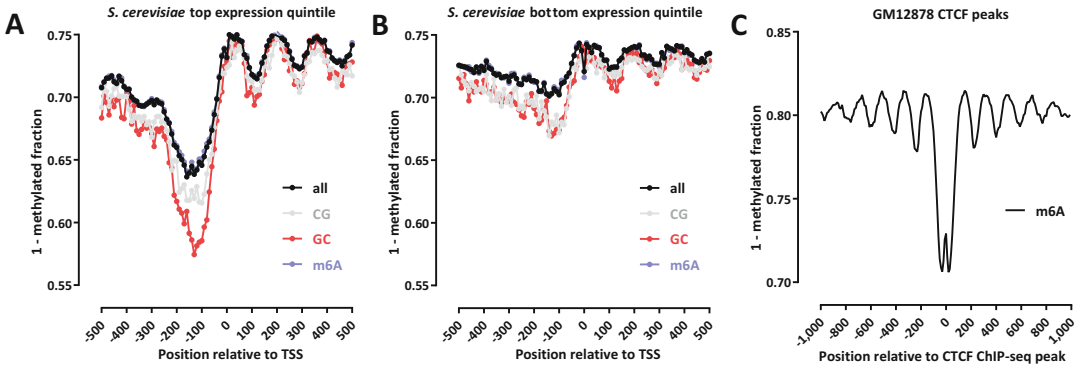 A
S. cerevisiae top expression quintile
1 - methylated fraction
0.75
0.70
0.65
0.60
0.55
all
CG
GC
m6A
-500 -400 -300 -200 -100 0 100 200 300 400 500
Position relative to TSS
B
S. cerevisiae bottom expression quintile
1 - methylated fraction
0.75
0.70
0.65
0.60
0.55
all
CG
GC
m6A
-500 -400 -300 -200 -100 0 100 200 300 400 500
Position relative to TSS
C
GM12878 CTCF peaks
1 - methylated fraction
0.85
0.80
0.75
0.70
m6A
-1,000 -800 -600 -400 -200 0 200 400 600 800 1,000
Position relative to CTCF ChIP-seq peak